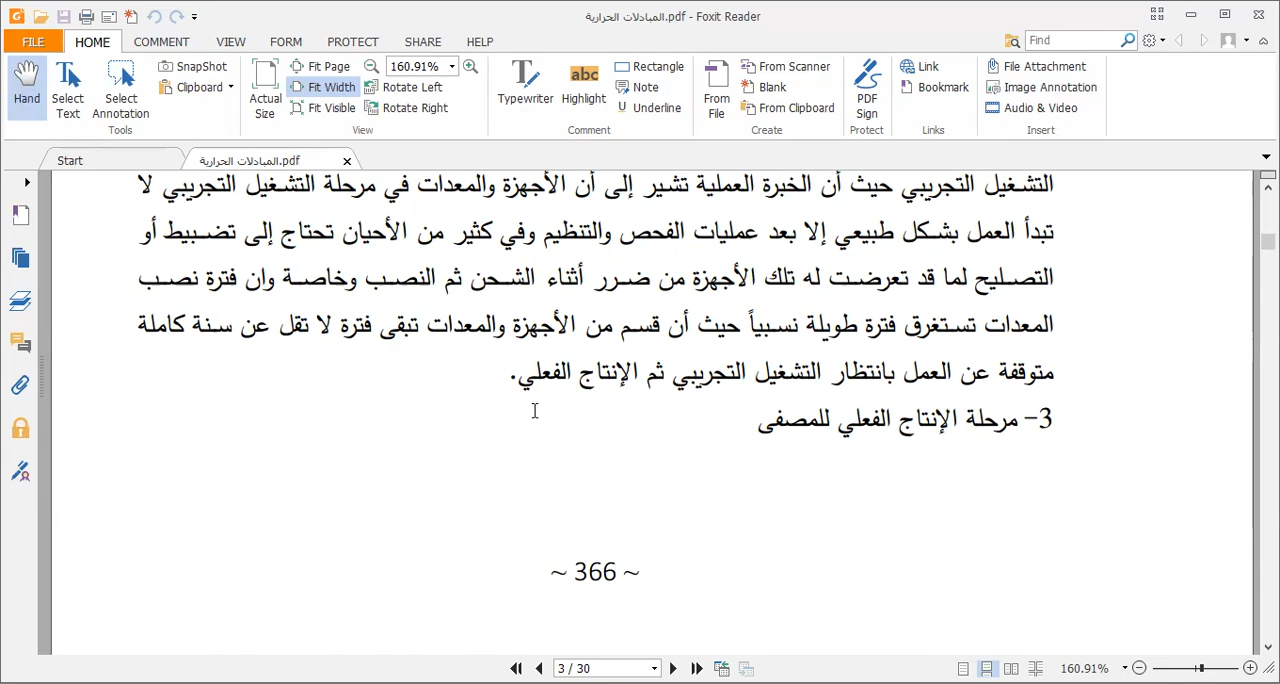 المبادلات الحرارية.pdf - Foxit Reader
FILE HOME COMMENT VIEW FORM PROTECT SHARE HELP
Find
Hand
Select Text
Select Annotation
SnapShot
Clipboard
Tools
Actual Size
Fit Page
Fit Width
Fit Visible
160.91%
Rotate Left
Rotate Right
View
Typewriter
Highlight
Rectangle
Note
Underline
Comment
From File
From Scanner
Blank
From Clipboard
Create
PDF Sign
Protect
Link
Bookmark
Links
File Attachment
Image Annotation
Audio & Video
Insert
Start
المبادلات الحرارية.pdf
التشغيل التجريبي حيث أن الخبرة العملية تشير إلى أن الأجهزة والمعدات في مرحلة التشغيل التجريبي لا
تبدأ العمل بشكل طبيعي إلا بعد عمليات الفحص والتنظيم وفي كثير من الأحيان تحتاج إلى تضبيط أو
التصليح لما قد تعرضت له تلك الأجهزة من ضرر أثناء الشحن ثم النصب وخاصة وان فترة نصب
المعدات تستغرق فترة طويلة نسبياً حيث أن قسم من الأجهزة والمعدات تبقى فترة لا تقل عن سنة كاملة
متوقفة عن العمل بانتظار التشغيل التجريبي ثم الإنتاج الفعلي.
3- مرحلة الإنتاج الفعلي للمصفى
~ 366 ~
3 / 30
160.91%